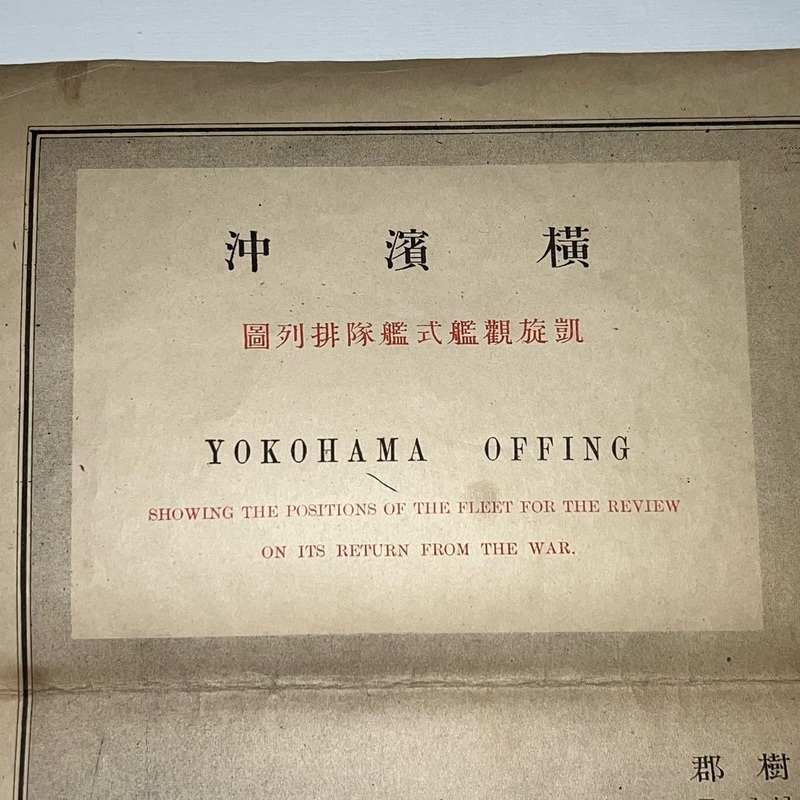 橫濱沖
凱旋觀艦式艦隊排列圖
YOKOHAMA OFFING
SHOWING THE POSITIONS OF THE FLEET FOR THE REVIEW
ON ITS RETURN FROM THE WAR.
樹郡